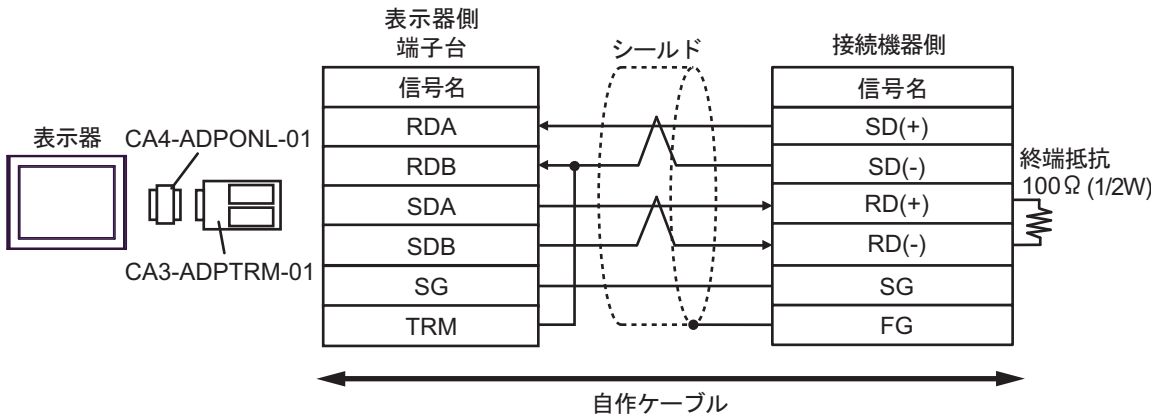 表示器側
端子台
シールド
接続機器側
信号名
信号名
表示器
CA4-ADPONL-01
CA3-ADPTRM-01
RDA
SD(+)
RDB
SD(-)
SDA
RD(+)
SDB
RD(-)
SG
SG
TRM
FG
終端抵抗
100Ω (1/2W)
自作ケーブル